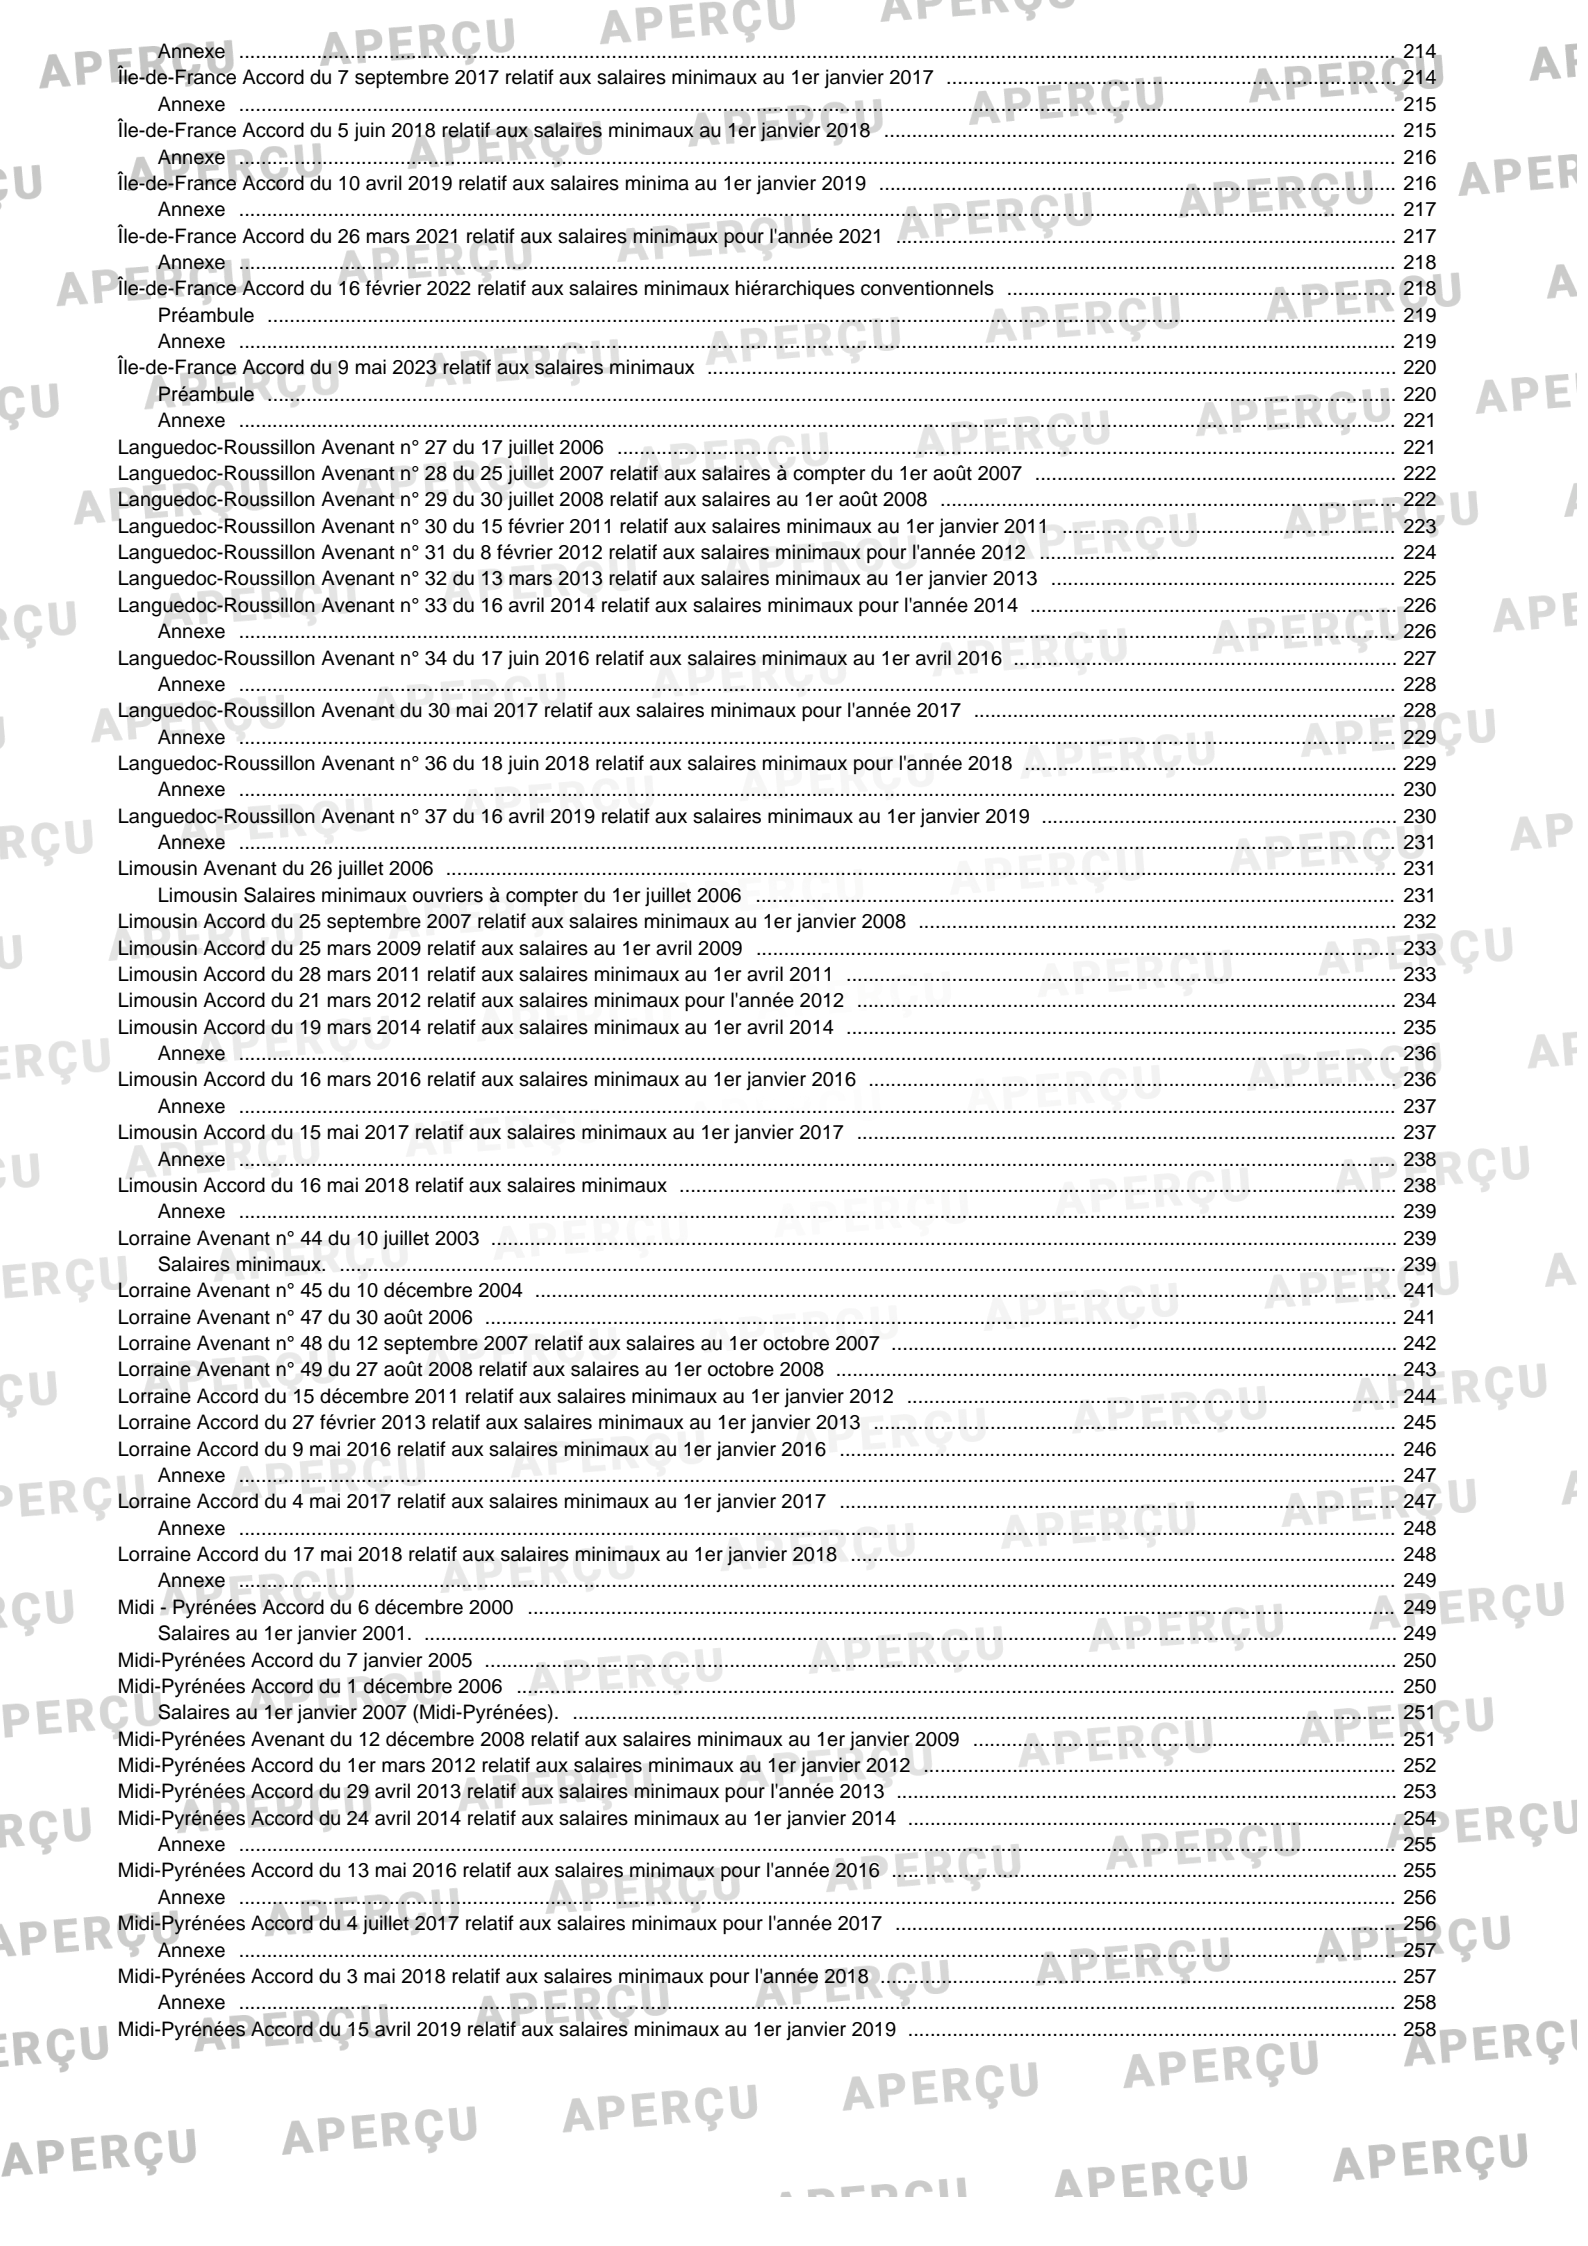 Annexe 214
Île-de-France Accord du 7 septembre 2017 relatif aux salaires minimaux au 1er janvier 2017 214
Annexe 215
Île-de-France Accord du 5 juin 2018 relatif aux salaires minimaux au 1er janvier 2018 215
Annexe 216
Île-de-France Accord du 10 avril 2019 relatif aux salaires minima au 1er janvier 2019 216
Annexe 217
Île-de-France Accord du 26 mars 2021 relatif aux salaires minimaux pour l'année 2021 217
Annexe 218
Île-de-France Accord du 16 février 2022 relatif aux salaires minimaux hiérarchiques conventionnels 218
Préambule 219
Annexe 219
Île-de-France Accord du 9 mai 2023 relatif aux salaires minimaux 220
Préambule 220
Annexe 221
Languedoc-Roussillon Avenant n° 27 du 17 juillet 2006 221
Languedoc-Roussillon Avenant n° 28 du 25 juillet 2007 relatif aux salaires à compter du 1er août 2007 222
Languedoc-Roussillon Avenant n° 29 du 30 juillet 2008 relatif aux salaires au 1er août 2008 222
Languedoc-Roussillon Avenant n° 30 du 15 février 2011 relatif aux salaires minimaux au 1er janvier 2011 223
Languedoc-Roussillon Avenant n° 31 du 8 février 2012 relatif aux salaires minimaux pour l'année 2012 224
Languedoc-Roussillon Avenant n° 32 du 13 mars 2013 relatif aux salaires minimaux au 1er janvier 2013 225
Languedoc-Roussillon Avenant n° 33 du 16 avril 2014 relatif aux salaires minimaux pour l'année 2014 226
Annexe 226
Languedoc-Roussillon Avenant n° 34 du 17 juin 2016 relatif aux salaires minimaux au 1er avril 2016 227
Annexe 228
Languedoc-Roussillon Avenant du 30 mai 2017 relatif aux salaires minimaux pour l'année 2017 228
Annexe 229
Languedoc-Roussillon Avenant n° 36 du 18 juin 2018 relatif aux salaires minimaux pour l'année 2018 229
Annexe 230
Languedoc-Roussillon Avenant n° 37 du 16 avril 2019 relatif aux salaires minimaux au 1er janvier 2019 230
Annexe 231
Limousin Avenant du 26 juillet 2006 231
Limousin Salaires minimaux ouvriers à compter du 1er juillet 2006 231
Limousin Accord du 25 septembre 2007 relatif aux salaires minimaux au 1er janvier 2008 232
Limousin Accord du 25 mars 2009 relatif aux salaires au 1er avril 2009 233
Limousin Accord du 28 mars 2011 relatif aux salaires minimaux au 1er avril 2011 233
Limousin Accord du 21 mars 2012 relatif aux salaires minimaux pour l'année 2012 234
Limousin Accord du 19 mars 2014 relatif aux salaires minimaux au 1er avril 2014 235
Annexe 236
Limousin Accord du 16 mars 2016 relatif aux salaires minimaux au 1er janvier 2016 236
Annexe 237
Limousin Accord du 15 mai 2017 relatif aux salaires minimaux au 1er janvier 2017 237
Annexe 238
Limousin Accord du 16 mai 2018 relatif aux salaires minimaux 238
Annexe 239
Lorraine Avenant n° 44 du 10 juillet 2003 239
Salaires minimaux. 239
Lorraine Avenant n° 45 du 10 décembre 2004 241
Lorraine Avenant n° 47 du 30 août 2006 241
Lorraine Avenant n° 48 du 12 septembre 2007 relatif aux salaires au 1er octobre 2007 242
Lorraine Avenant n° 49 du 27 août 2008 relatif aux salaires au 1er octobre 2008 243
Lorraine Accord du 15 décembre 2011 relatif aux salaires minimaux au 1er janvier 2012 244
Lorraine Accord du 27 février 2013 relatif aux salaires minimaux au 1er janvier 2013 245
Lorraine Accord du 9 mai 2016 relatif aux salaires minimaux au 1er janvier 2016 246
Annexe 247
Lorraine Accord du 4 mai 2017 relatif aux salaires minimaux au 1er janvier 2017 247
Annexe 248
Lorraine Accord du 17 mai 2018 relatif aux salaires minimaux au 1er janvier 2018 248
Annexe 249
Midi - Pyrénées Accord du 6 décembre 2000 249
Salaires au 1er janvier 2001. 249
Midi-Pyrénées Accord du 7 janvier 2005 250
Midi-Pyrénées Accord du 1 décembre 2006 250
Salaires au 1er janvier 2007 (Midi-Pyrénées). 251
Midi-Pyrénées Avenant du 12 décembre 2008 relatif aux salaires minimaux au 1er janvier 2009 251
Midi-Pyrénées Accord du 1er mars 2012 relatif aux salaires minimaux au 1er janvier 2012 252
Midi-Pyrénées Accord du 29 avril 2013 relatif aux salaires minimaux pour l'année 2013 253
Midi-Pyrénées Accord du 24 avril 2014 relatif aux salaires minimaux au 1er janvier 2014 254
Annexe 255
Midi-Pyrénées Accord du 13 mai 2016 relatif aux salaires minimaux pour l'année 2016 255
Annexe 256
Midi-Pyrénées Accord du 4 juillet 2017 relatif aux salaires minimaux pour l'année 2017 256
Annexe 257
Midi-Pyrénées Accord du 3 mai 2018 relatif aux salaires minimaux pour l'année 2018 257
Annexe 258
Midi-Pyrénées Accord du 15 avril 2019 relatif aux salaires minimaux au 1er janvier 2019 258
APERÇU